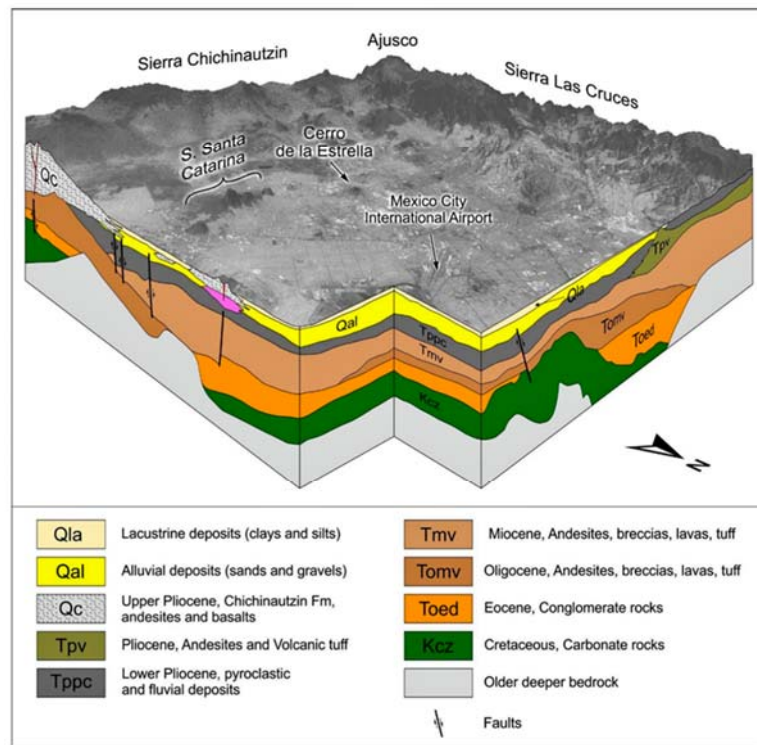 Sierra Chichinautzin
Ajusco
Sierra Las Cruces
S. Santa
Catarina
Cerro
de la Estrella
Mexico City
International Airport
Qc
Tpv
Qla
Qal
Tppc
Tmv
Tomv
Toed
Kcz
N
Qla Lacustrine deposits (clays and silts)
Qal Alluvial deposits (sands and gravels)
Qc Upper Pliocene, Chichinautzin Fm,
andesites and basalts
Tpv Pliocene, Andesites and Volcanic tuff
Tppc Lower Pliocene, pyroclastic
and fluvial deposits
Tmv Miocene, Andesites, breccias, lavas, tuff
Tomv Oligocene, Andesites, breccias, lavas, tuff
Toed Eocene, Conglomerate rocks
Kcz Cretaceous, Carbonate rocks
Older deeper bedrock
Faults